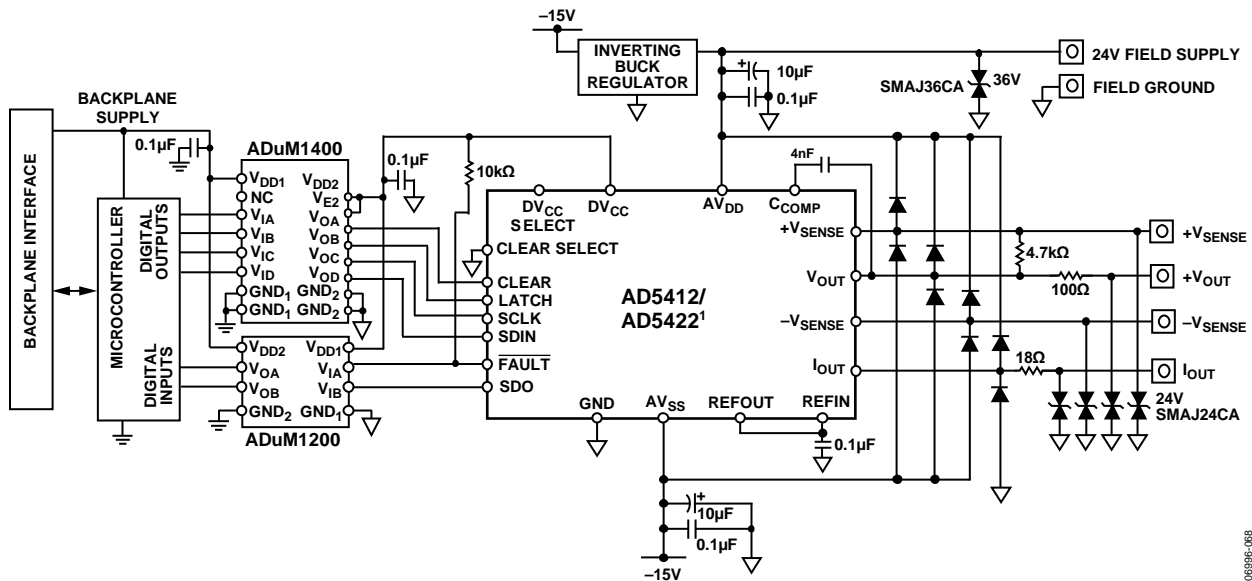 –15V
INVERTING
BUCK
REGULATOR
+
10µF
0.1µF
SMAJ36CA
36V
24V FIELD SUPPLY
FIELD GROUND
BACKPLANE
SUPPLY
0.1µF
BACKPLANE INTERFACE
MICROCONTROLLER
DIGITAL
OUTPUTS
DIGITAL
INPUTS
ADuM1400
VDD1
NC
VIA
VIB
VIC
VID
GND1
GND1
VDD2
VE2
VOA
VOB
VOC
VOD
GND2
GND2
VDD2
VOA
VOB
GND2
VDD1
VIA
VIB
GND1
ADuM1200
0.1µF
10kΩ
4nF
DVCC
SELECT
DVCC
AVDD
CCOMP
CLEAR SELECT
CLEAR
LATCH
SCLK
SDIN
FAULT
SDO
AD5412/
AD5422¹
+VSENSE
VOUT
–VSENSE
IOUT
GND
AVSS
REFOUT
REFIN
0.1µF
4.7kΩ
100Ω
18Ω
+VSENSE
+VOUT
–VSENSE
IOUT
24V
SMAJ24CA
+
10µF
0.1µF
–15V
06996-068